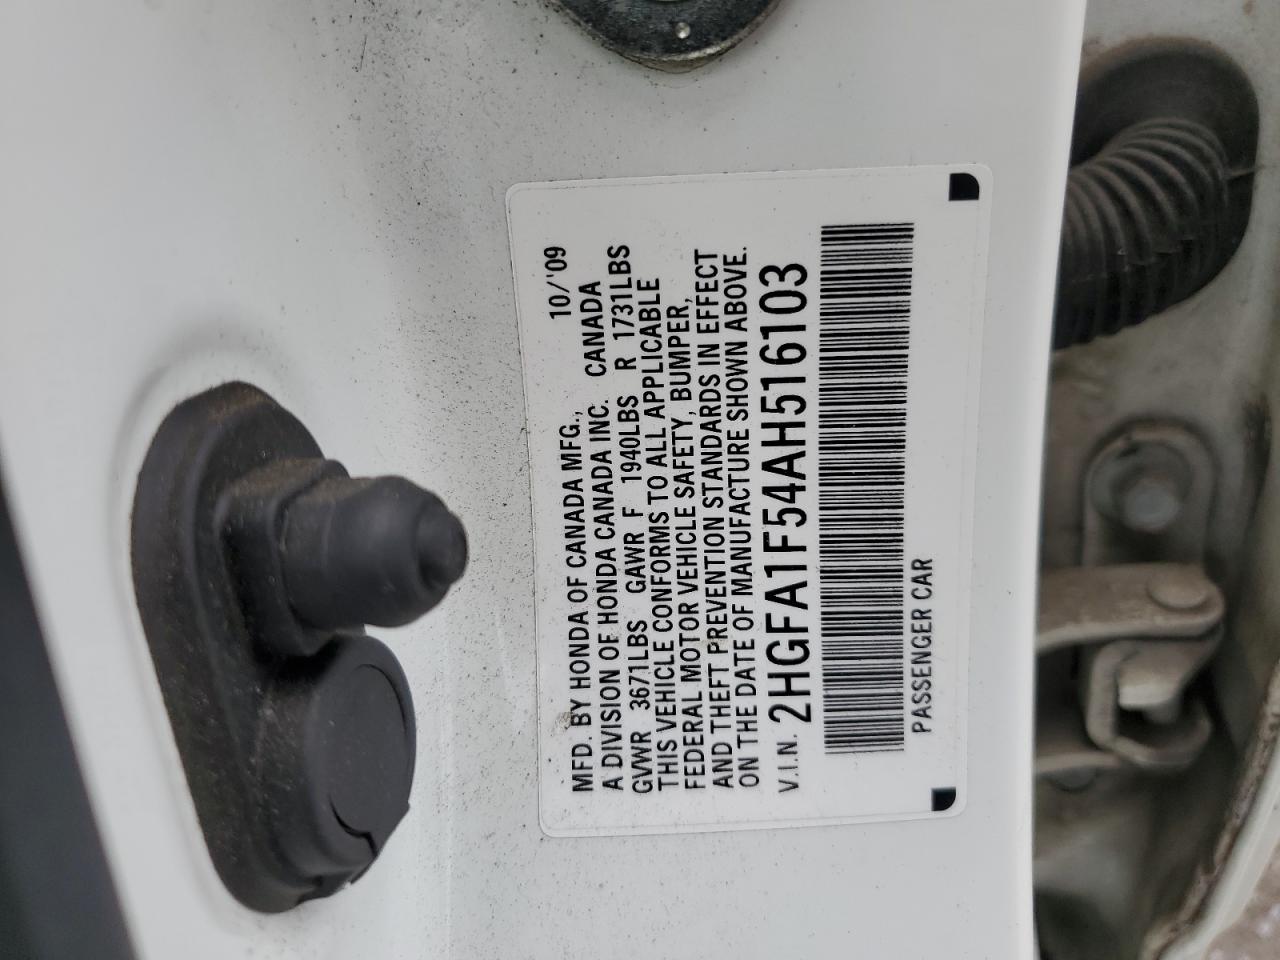 10/'09
MFD. BY HONDA OF CANADA MFG.,
A DIVISION OF HONDA CANADA INC. CANADA
GVWR 3671LBS GAWR F 1940LBS R 1731LBS
THIS VEHICLE CONFORMS TO ALL APPLICABLE
FEDERAL MOTOR VEHICLE SAFETY, BUMPER,
AND THEFT PREVENTION STANDARDS IN EFFECT
ON THE DATE OF MANUFACTURE SHOWN ABOVE.
V.I.N. 2HGFA1F54AH516103
PASSENGER CAR